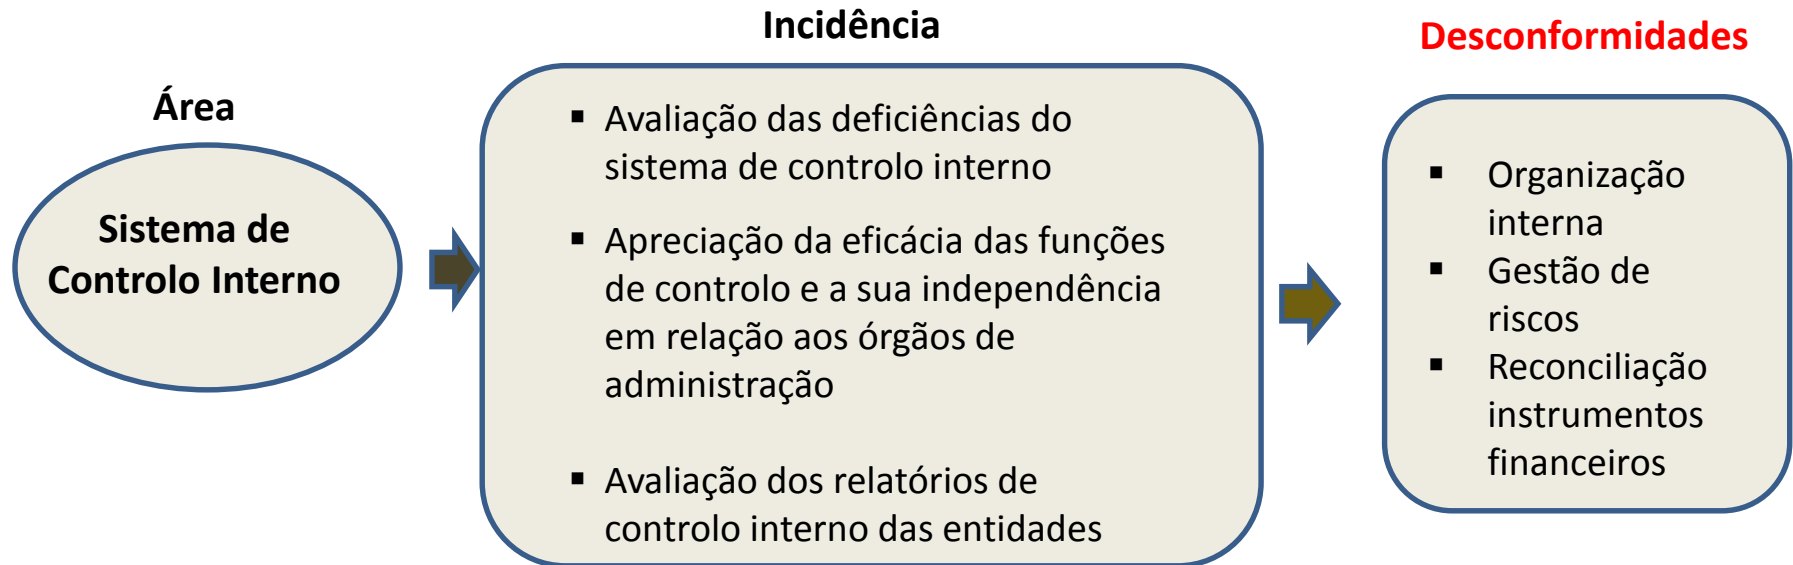 Área
Sistema de
Controlo Interno
Incidência
▪ Avaliação das deficiências do
sistema de controlo interno
▪ Apreciação da eficácia das funções
de controlo e a sua independência
em relação aos órgãos de
administração
▪ Avaliação dos relatórios de
controlo interno das entidades
Desconformidades
▪ Organização
interna
▪ Gestão de
riscos
▪ Reconciliação
instrumentos
financeiros